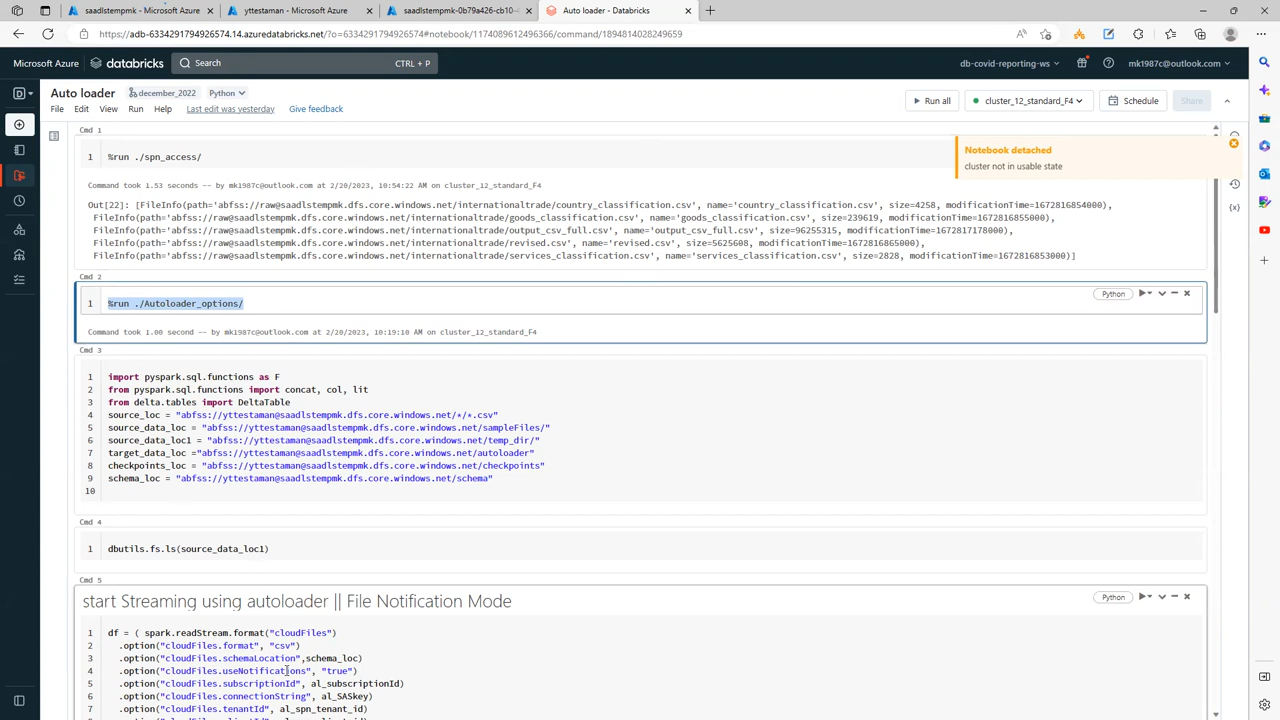 saadlstempmk - Microsoft Azure
yttestaman - Microsoft Azure
saadlstempmk-0b79a426-cb10-
Auto loader - Databricks
https://adb-6334291794926574.14.azuredatabricks.net/?o=6334291794926574#notebook/1174089612496366/command/1894814028249659
Microsoft Azure
databricks
Search
CTRL + P
db-covid-reporting-ws
mk1987c@outlook.com
Auto loader
december_2022
Python
File
Edit
View
Run
Help
Last edit was yesterday
Give feedback
Run all
cluster_12_standard_F4
Schedule
Share
Notebook detached
cluster not in usable state
Cmd 1
1 %run ./spn_access/
Command took 1.53 seconds -- by mk1987c@outlook.com at 2/20/2023, 10:54:22 AM on cluster_12_standard_F4
Out[22]: [FileInfo(path='abfss://raw@saadlstempmk.dfs.core.windows.net/internationaltrade/country_classification.csv', name='country_classification.csv', size=4258, modificationTime=1672816854000),
FileInfo(path='abfss://raw@saadlstempmk.dfs.core.windows.net/internationaltrade/goods_classification.csv', name='goods_classification.csv', size=239619, modificationTime=1672816855000),
FileInfo(path='abfss://raw@saadlstempmk.dfs.core.windows.net/internationaltrade/output_csv_full.csv', name='output_csv_full.csv', size=96255315, modificationTime=1672817178000),
FileInfo(path='abfss://raw@saadlstempmk.dfs.core.windows.net/internationaltrade/revised.csv', name='revised.csv', size=5625608, modificationTime=1672816865000),
FileInfo(path='abfss://raw@saadlstempmk.dfs.core.windows.net/internationaltrade/services_classification.csv', name='services_classification.csv', size=2828, modificationTime=1672816853000)]
Cmd 2
1 %run ./Autoloader_options/
Python
Command took 1.00 second -- by mk1987c@outlook.com at 2/20/2023, 10:19:10 AM on cluster_12_standard_F4
Cmd 3
1 import pyspark.sql.functions as F
2 from pyspark.sql.functions import concat, col, lit
3 from delta.tables import DeltaTable
4 source_loc = "abfss://yttestaman@saadlstempmk.dfs.core.windows.net/*/*.csv"
5 source_data_loc = "abfss://yttestaman@saadlstempmk.dfs.core.windows.net/sampleFiles/"
6 source_data_loc1 = "abfss://yttestaman@saadlstempmk.dfs.core.windows.net/temp_dir/"
7 target_data_loc ="abfss://yttestaman@saadlstempmk.dfs.core.windows.net/autoloader"
8 checkpoints_loc = "abfss://yttestaman@saadlstempmk.dfs.core.windows.net/checkpoints"
9 schema_loc = "abfss://yttestaman@saadlstempmk.dfs.core.windows.net/schema"
10
Cmd 4
1 dbutils.fs.ls(source_data_loc1)
Cmd 5
start Streaming using autoloader || File Notification Mode
Python
1 df = ( spark.readStream.format("cloudFiles")
2 .option("cloudFiles.format", "csv")
3 .option("cloudFiles.schemaLocation",schema_loc)
4 .option("cloudFiles.useNotifications", "true")
5 .option("cloudFiles.subscriptionId", al_subscriptionId)
6 .option("cloudFiles.connectionString", al_SASkey)
7 .option("cloudFiles.tenantId", al_spn_tenant_id)